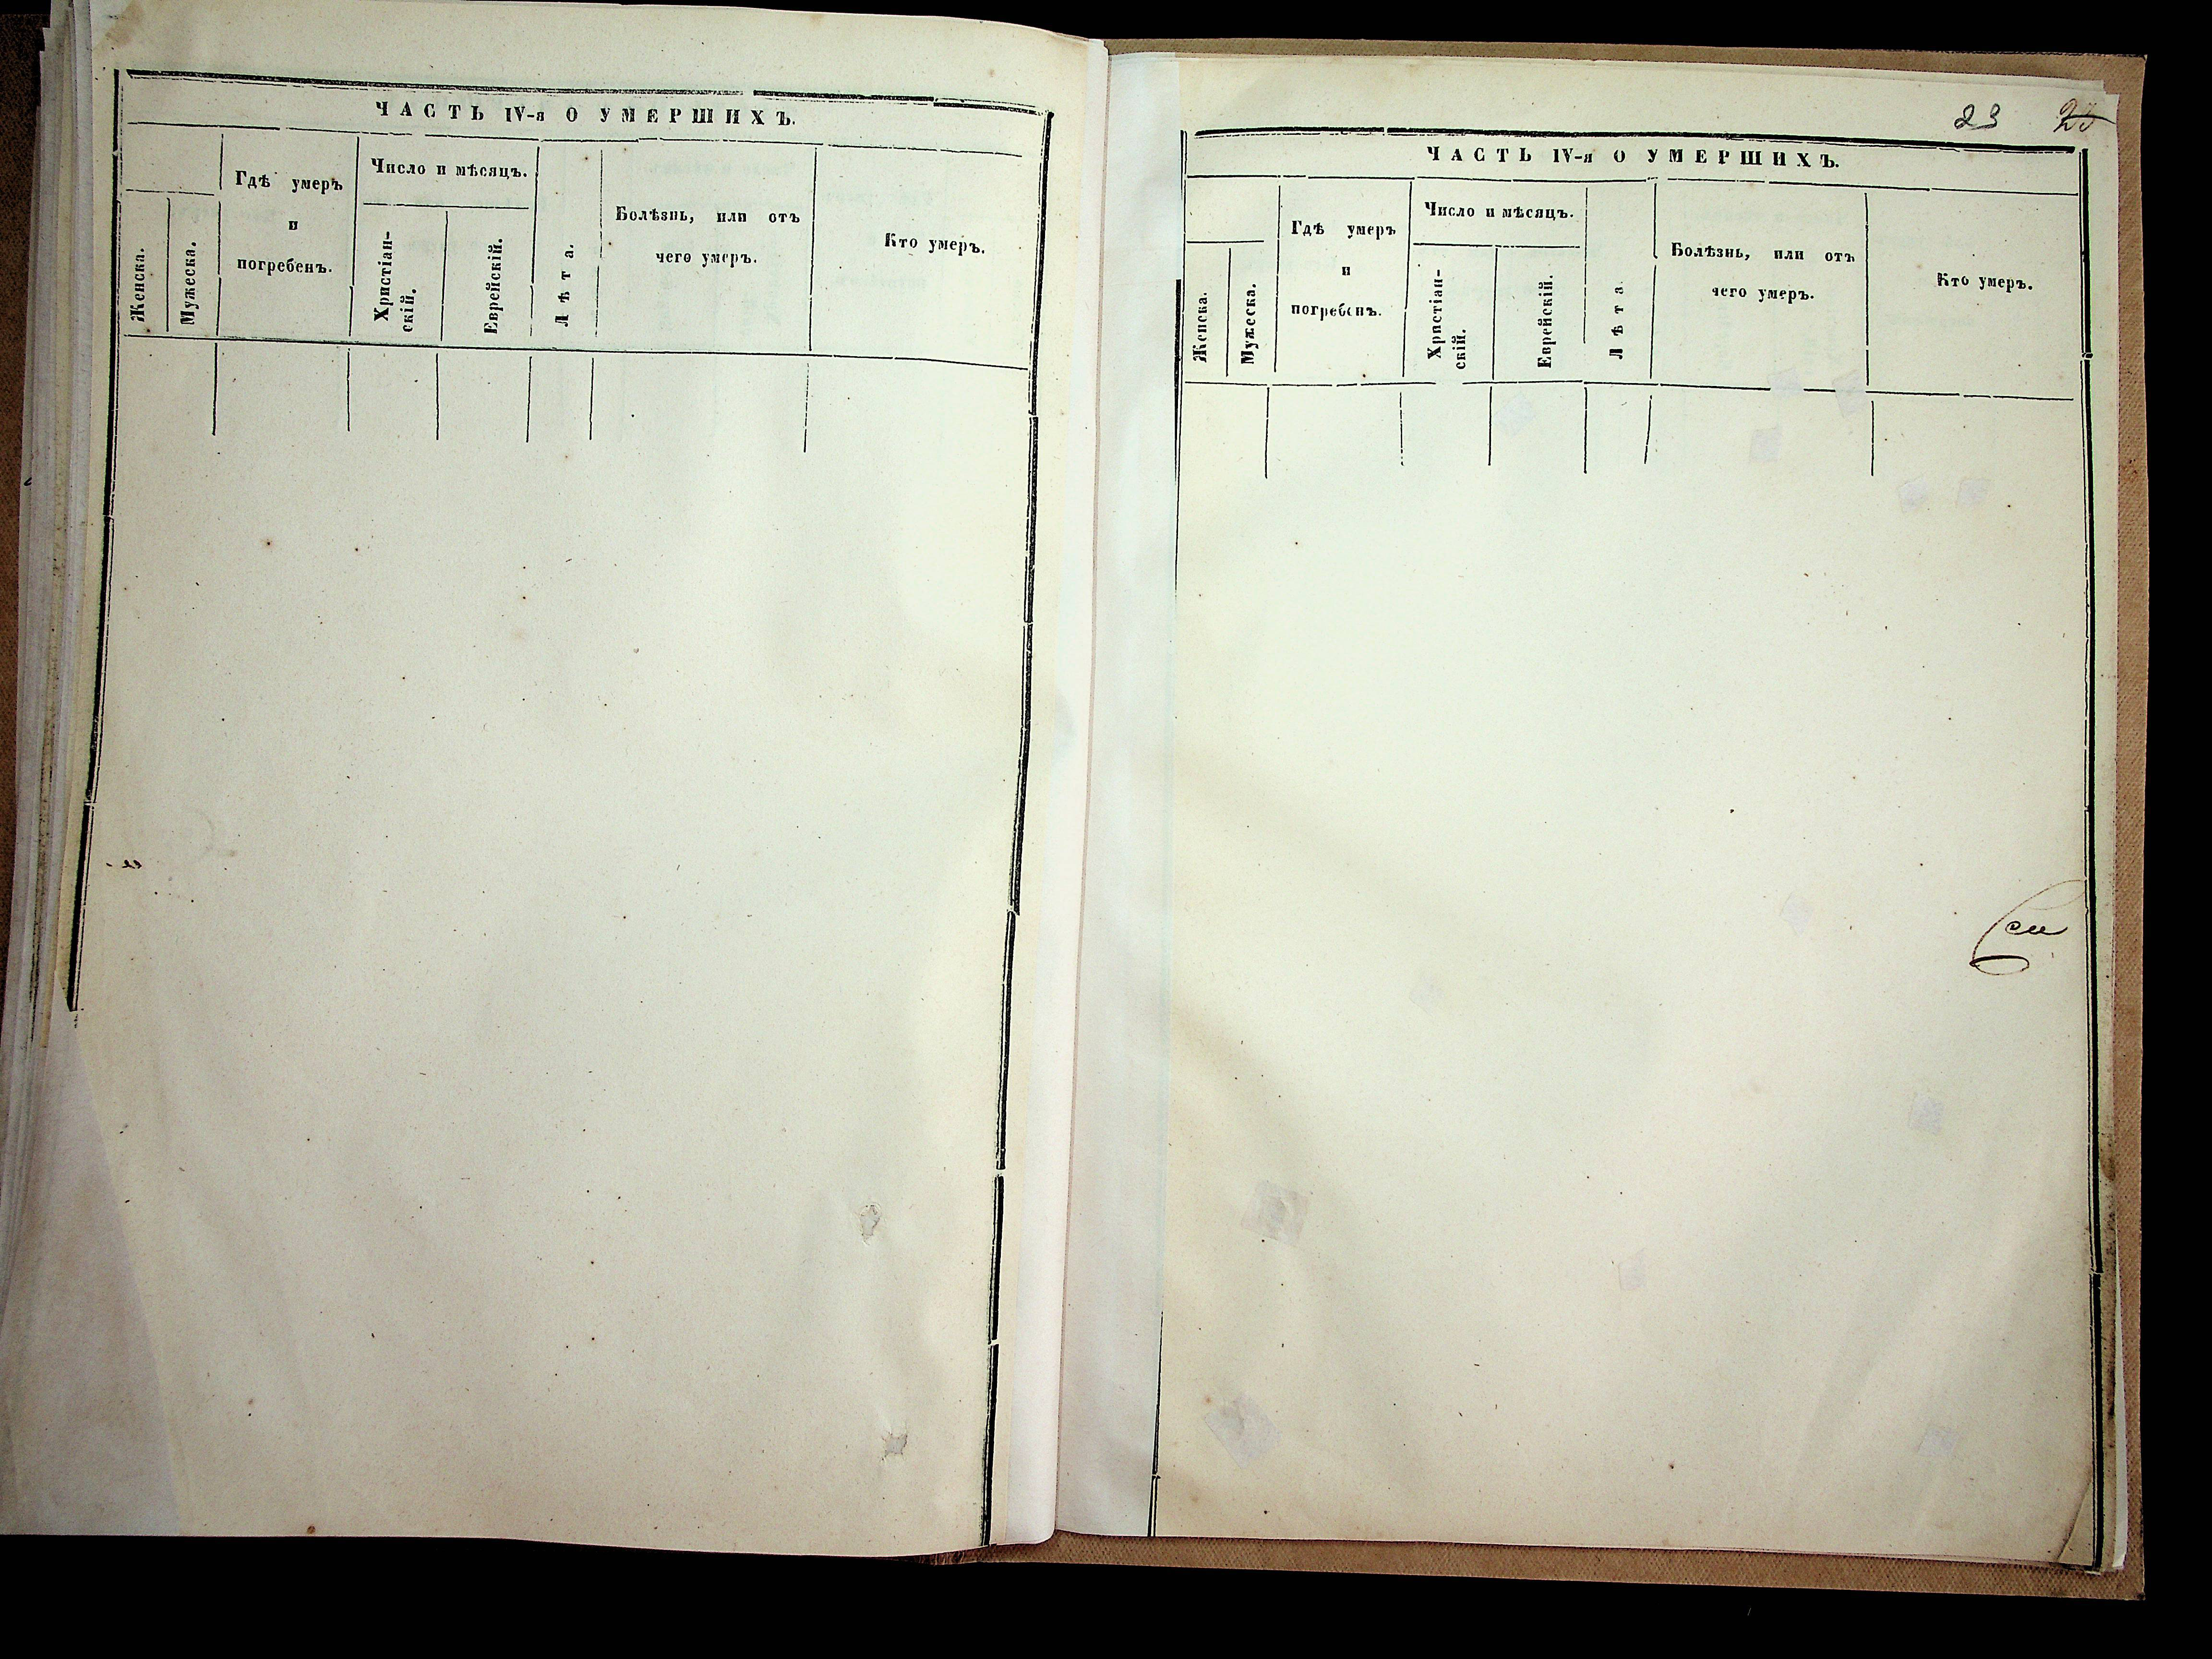 ЧАСТЬ IV-я О УМЕРШИХЪ.
Женска.
Мужеска.
Гдѣ умеръ
и
погребенъ.
Число и мѣсяцъ.
Христіан-
скій.
Еврейскій.
Лѣта.
Болѣзнь, или отъ
чего умеръ.
Кто умеръ.
23 25
ЧАСТЬ IV-я О УМЕРШИХЪ.
Женска.
Мужеска.
Гдѣ умеръ
и
погребенъ.
Число и мѣсяцъ.
Христіан-
скій.
Еврейскій.
Лѣта
Болѣзнь, или отъ
чего умеръ.
Кто умеръ.